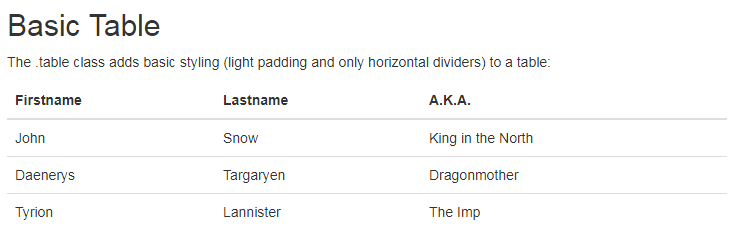 Basic Table
The .table class adds basic styling (light padding and only horizontal dividers) to a table:
Firstname Lastname A.K.A.
John Snow King in the North
Daenerys Targaryen Dragonmother
Tyrion Lannister The Imp